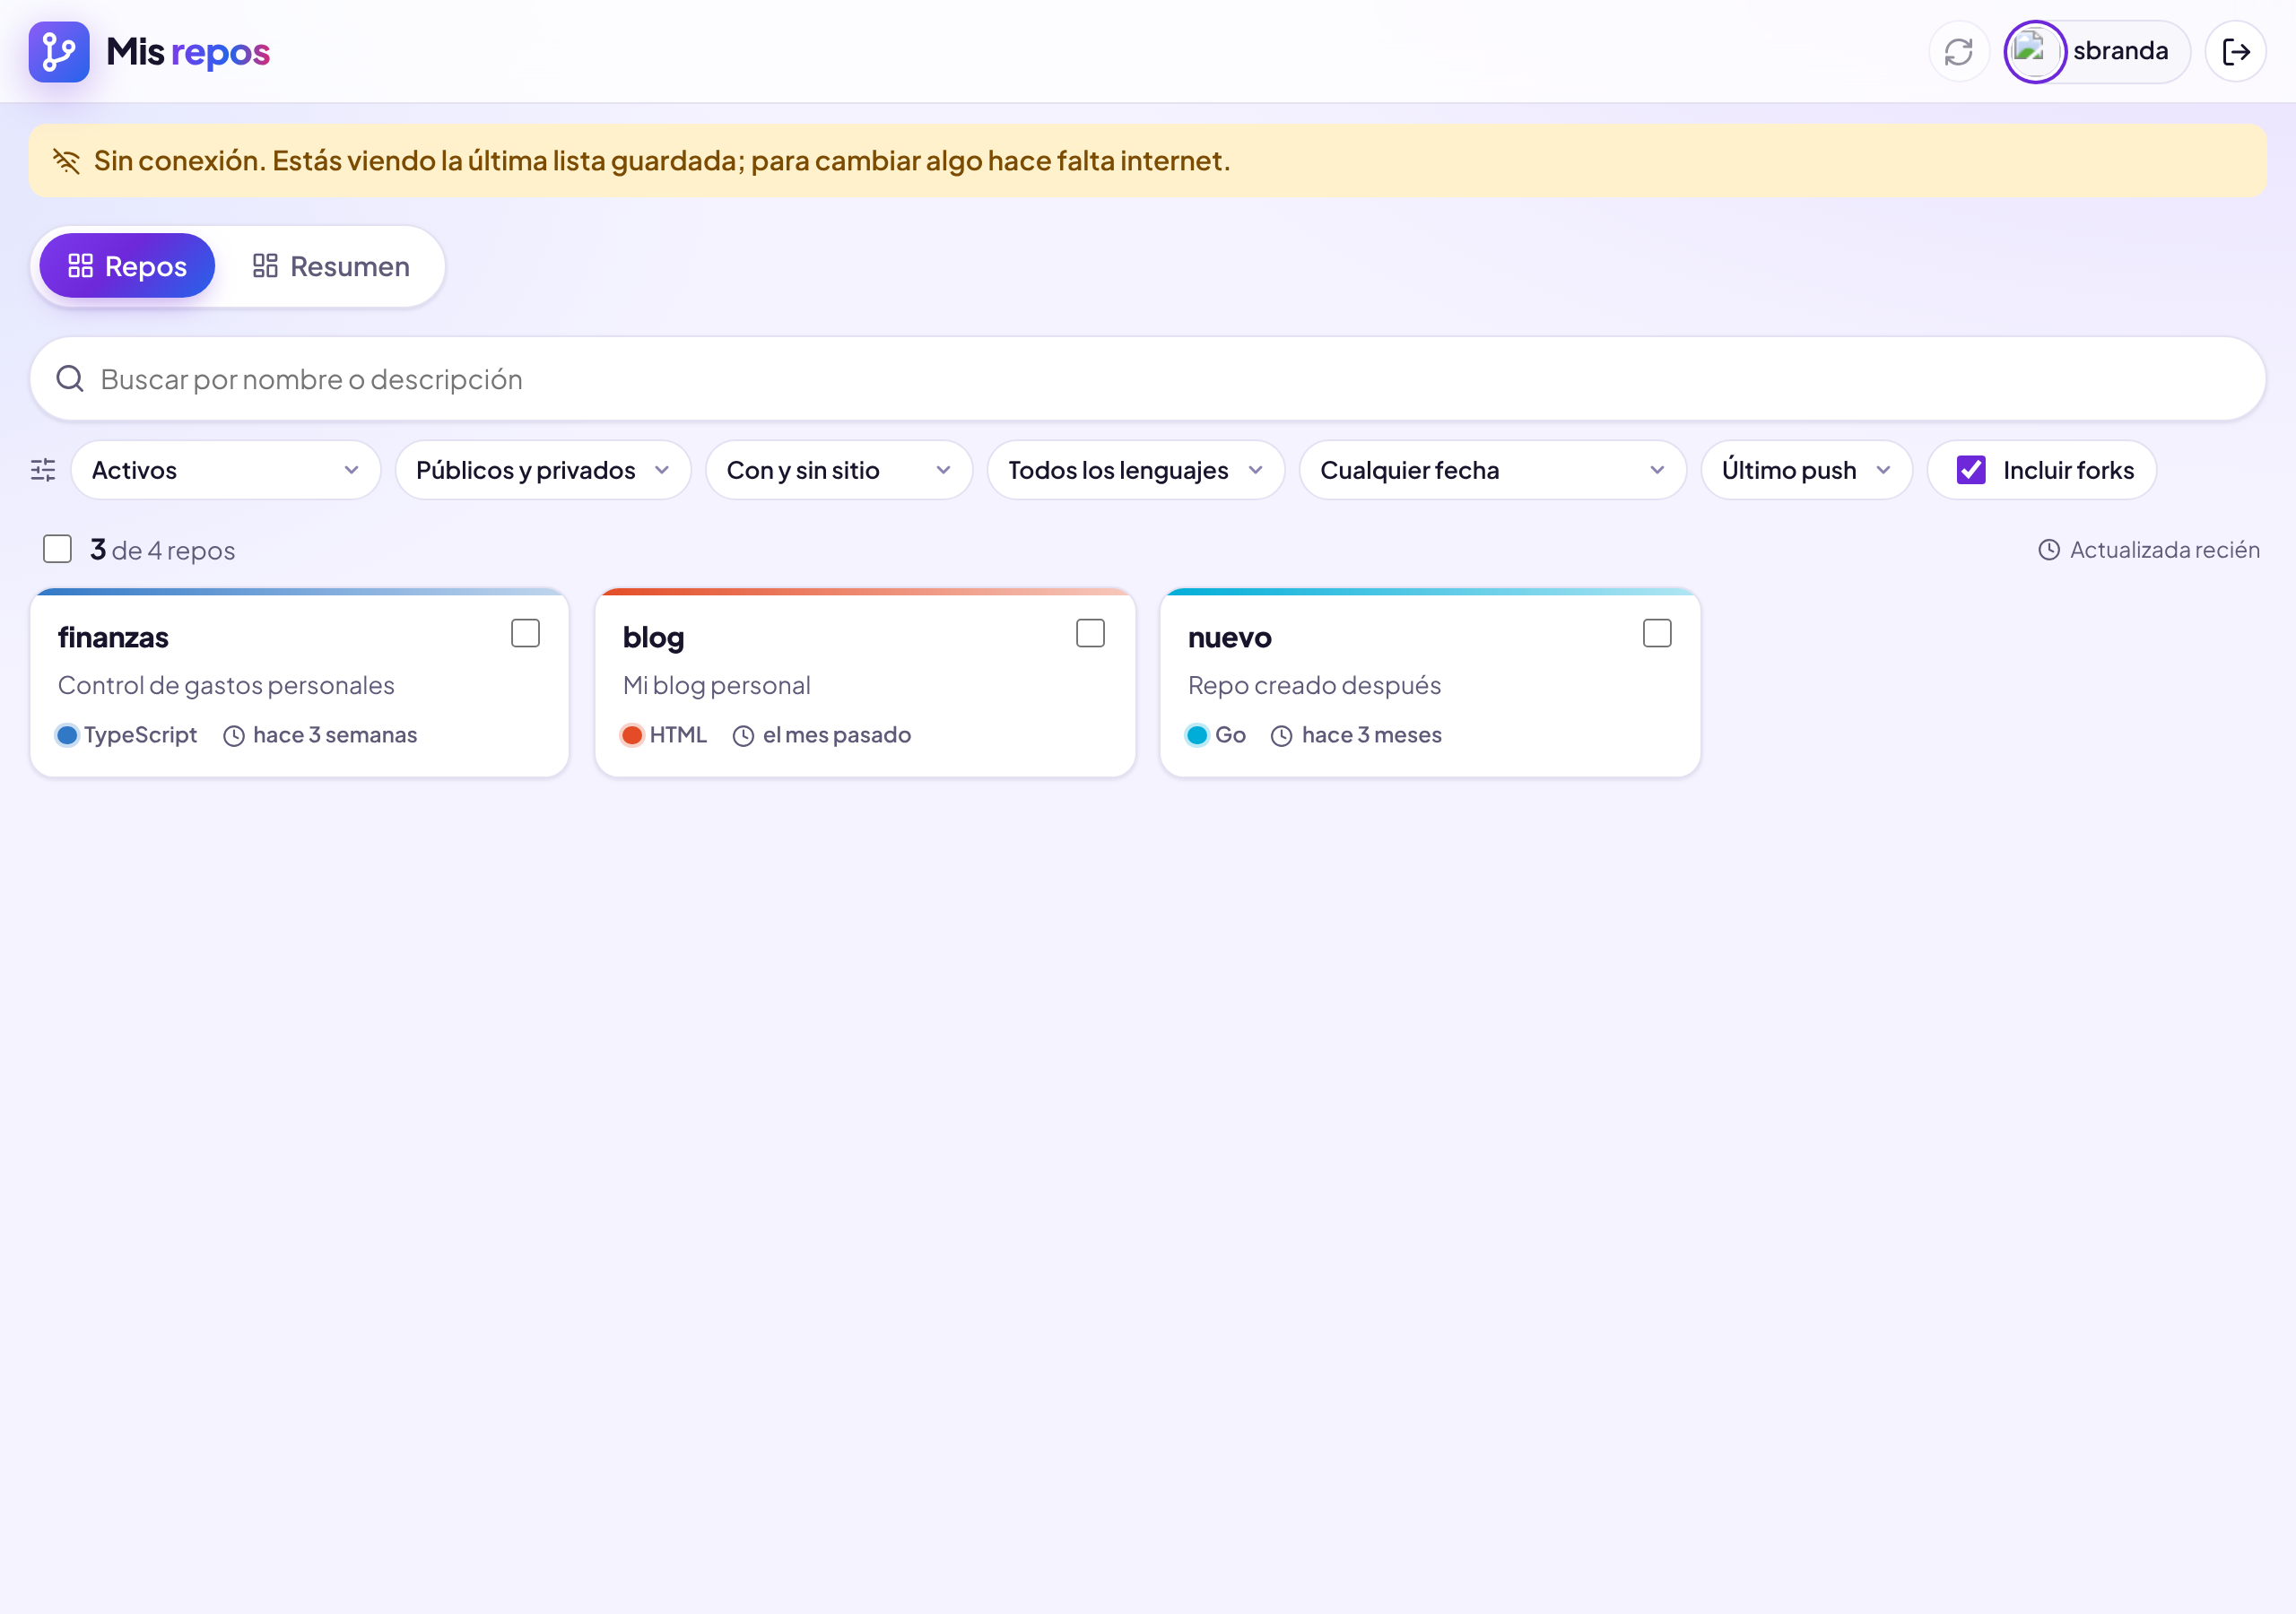 Mis repos
sbranda
Sin conexión. Estás viendo la última lista guardada; para cambiar algo hace falta internet.
Repos
Resumen
Buscar por nombre o descripción
Activos
Públicos y privados
Con y sin sitio
Todos los lenguajes
Cualquier fecha
Último push
Incluir forks
3 de 4 repos
Actualizada recién
finanzas
Control de gastos personales
TypeScript hace 3 semanas
blog
Mi blog personal
HTML el mes pasado
nuevo
Repo creado después
Go hace 3 meses